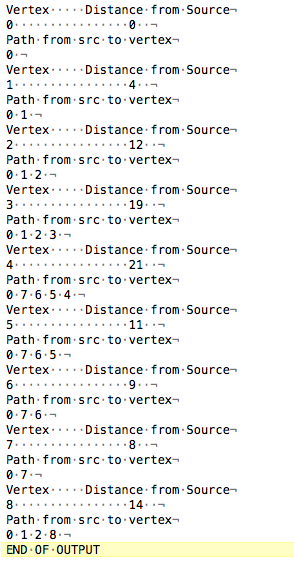 Vertex·····Distance·from·Source¬
0················0··¬
Path·from·src·to·vertex¬
0·¬
Vertex·····Distance·from·Source¬
1················4··¬
Path·from·src·to·vertex¬
0·1·¬
Vertex·····Distance·from·Source¬
2················12··¬
Path·from·src·to·vertex¬
0·1·2·¬
Vertex·····Distance·from·Source¬
3················19··¬
Path·from·src·to·vertex¬
0·1·2·3·¬
Vertex·····Distance·from·Source¬
4················21··¬
Path·from·src·to·vertex¬
0·7·6·5·4·¬
Vertex·····Distance·from·Source¬
5················11··¬
Path·from·src·to·vertex¬
0·7·6·5·¬
Vertex·····Distance·from·Source¬
6················9··¬
Path·from·src·to·vertex¬
0·7·6·¬
Vertex·····Distance·from·Source¬
7················8··¬
Path·from·src·to·vertex¬
0·7·¬
Vertex·····Distance·from·Source¬
8················14··¬
Path·from·src·to·vertex¬
0·1·2·8·¬
END·OF·OUTPUT